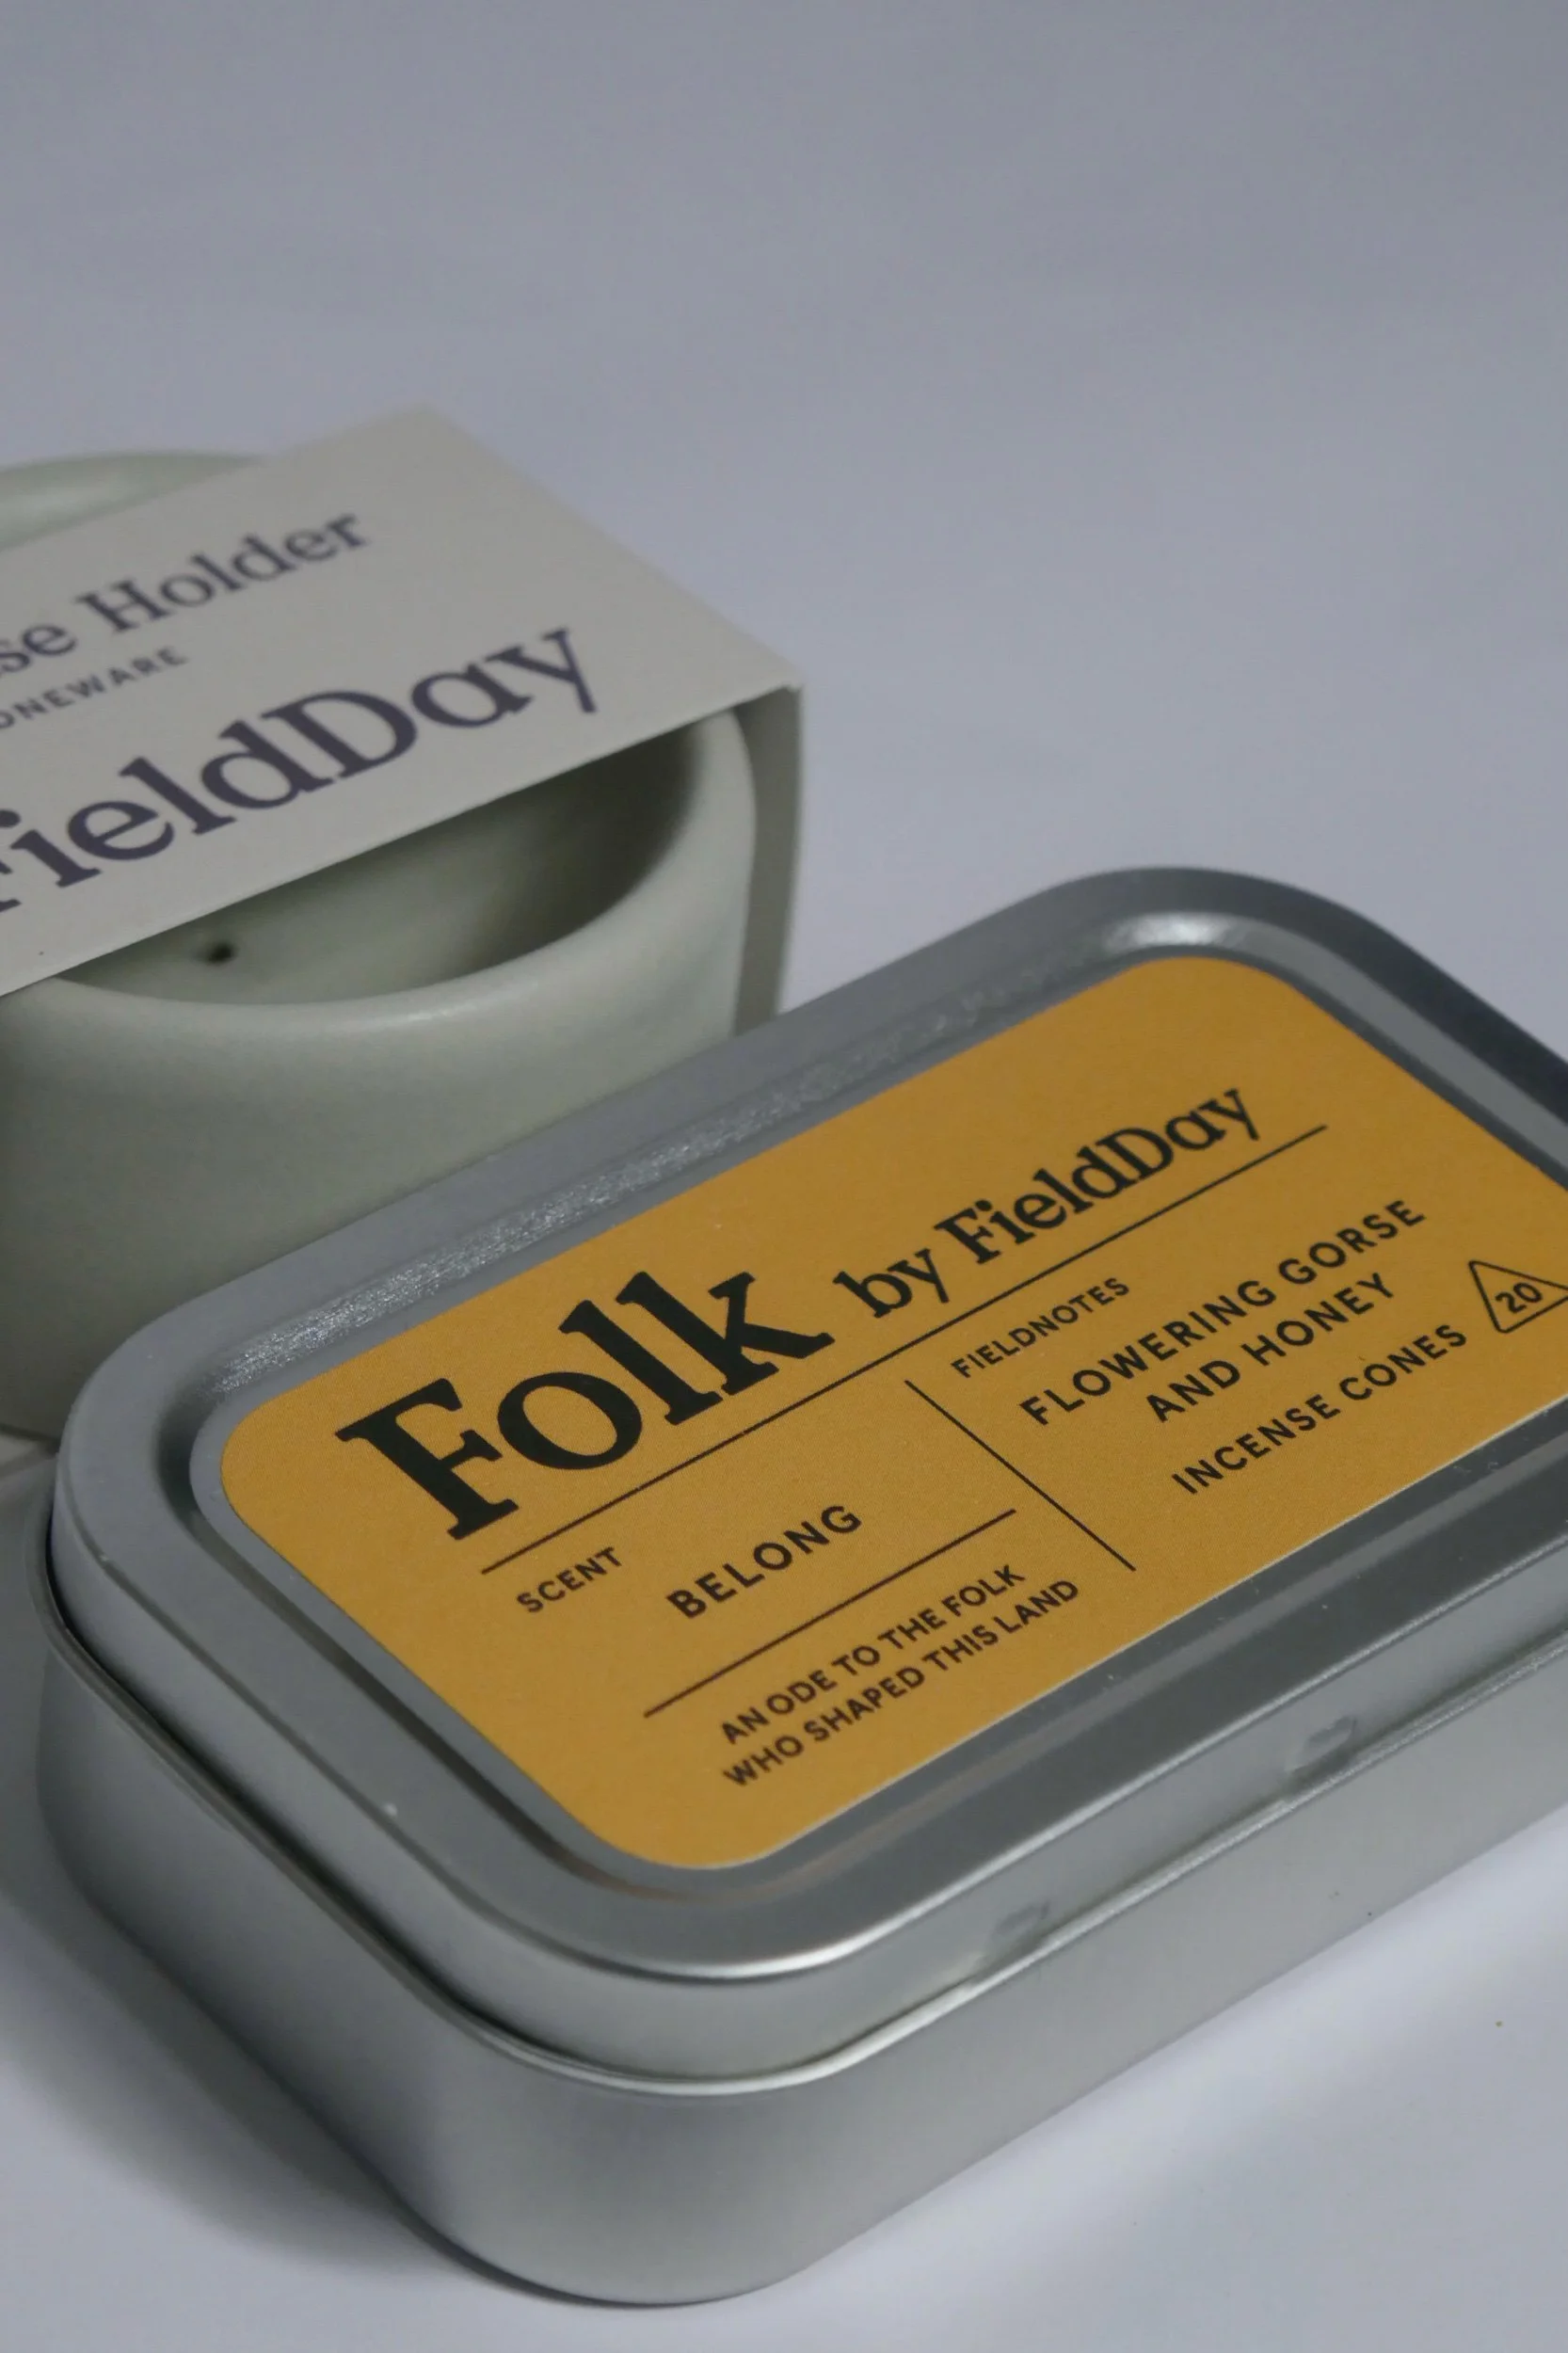 se Holder
ONEWARE
FieldDay
Folk by FieldDay
SCENT
BELONG
AN ODE TO THE FOLK
WHO SHAPED THIS LAND
FIELDNOTES
FLOWERING GORSE
AND HONEY
INCENSE CONES
20